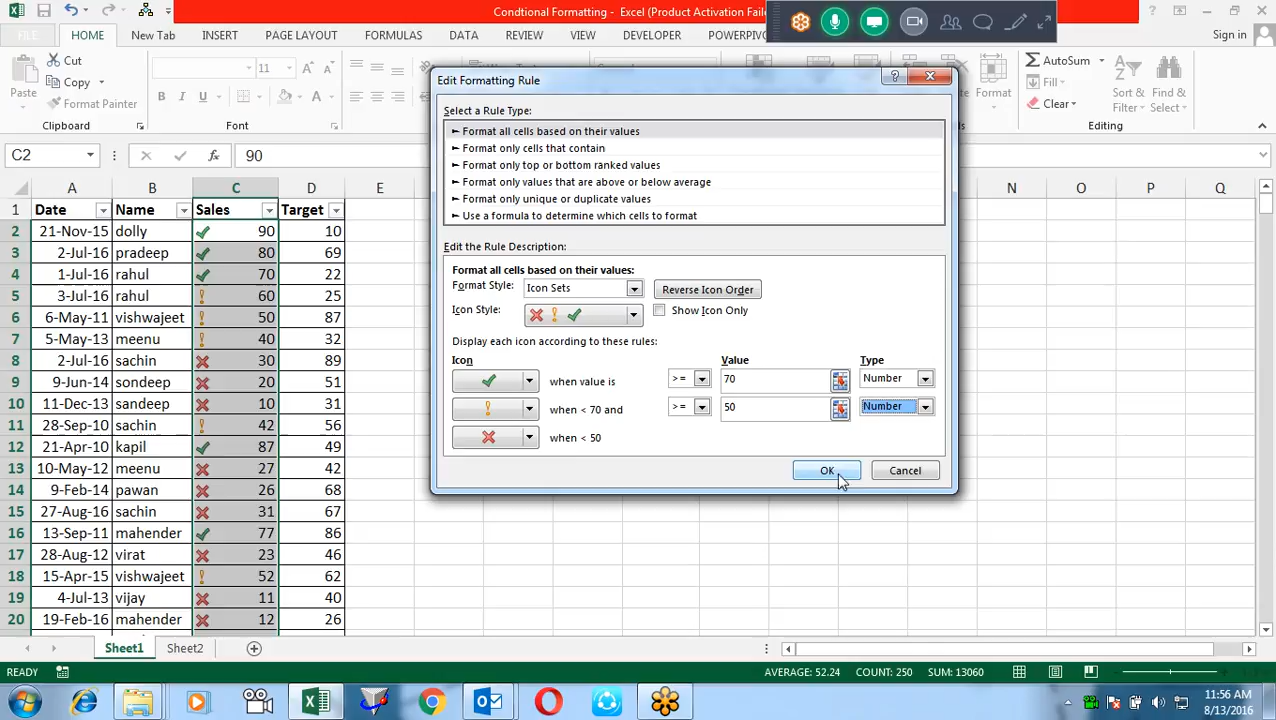 Condtional Formatting - Excel (Product Activation Faile
Sign in
FILE HOME New Tab INSERT PAGE LAYOUT FORMULAS DATA REVIEW VIEW DEVELOPER POWERPIV
Cut
Copy
Format Painter
Paste
Clipboard
11
B I U
Font
Format
AutoSum
Fill
Clear
Sort & Filter
Find & Select
Editing
C2 90
A B C D E N O P Q
1 Date Name Sales Target
2 21-Nov-15 dolly 90 10
3 2-Jul-16 pradeep 80 69
4 1-Jul-16 rahul 70 22
5 3-Jul-16 rahul 60 25
6 6-May-11 vishwajeet 50 87
7 5-May-13 meenu 40 32
8 2-Jul-16 sachin 30 89
9 9-Jun-14 sondeep 20 51
10 11-Dec-13 sandeep 10 31
11 28-Sep-10 sachin 42 56
12 21-Apr-10 kapil 87 49
13 10-May-12 meenu 27 42
14 9-Feb-14 pawan 26 68
15 27-Aug-16 sachin 31 67
16 13-Sep-11 mahender 77 86
17 28-Aug-12 virat 23 46
18 15-Apr-15 vishwajeet 52 62
19 4-Jul-13 vijay 11 40
20 19-Feb-16 mahender 12 26
Edit Formatting Rule
Select a Rule Type:
► Format all cells based on their values
► Format only cells that contain
► Format only top or bottom ranked values
► Format only values that are above or below average
► Format only unique or duplicate values
► Use a formula to determine which cells to format
Edit the Rule Description:
Format all cells based on their values:
Format Style: Icon Sets Reverse Icon Order
Icon Style: Show Icon Only
Display each icon according to these rules:
Icon Value Type
when value is >= 70 Number
when < 70 and >= 50 Number
when < 50
OK Cancel
Sheet1 Sheet2
READY AVERAGE: 52.24 COUNT: 250 SUM: 13060
11:56 AM
8/13/2016